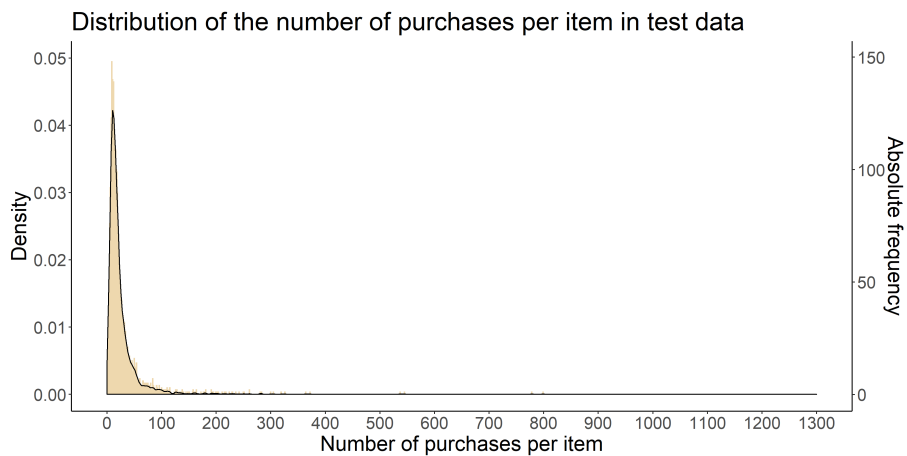 Distribution of the number of purchases per item in test data
Density
0.05
0.04
0.03
0.02
0.01
0.00
150
100
50
0
Absolute frequency
0 100 200 300 400 500 600 700 800 900 1000 1100 1200 1300
Number of purchases per item